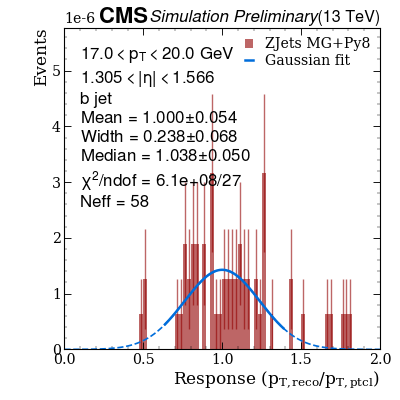 1e-6 CMS Simulation Preliminary (13 TeV)
Events
17.0 < pT < 20.0 GeV
1.305 < |η| < 1.566
b jet
Mean = 1.000±0.054
Width = 0.238±0.068
Median = 1.038±0.050
χ²/ndof = 6.1e+08/27
Neff = 58
ZJets MG+Py8
Gaussian fit
5
4
3
2
1
0
0.0 0.5 1.0 1.5 2.0
Response (pT,reco/pT,ptcl)